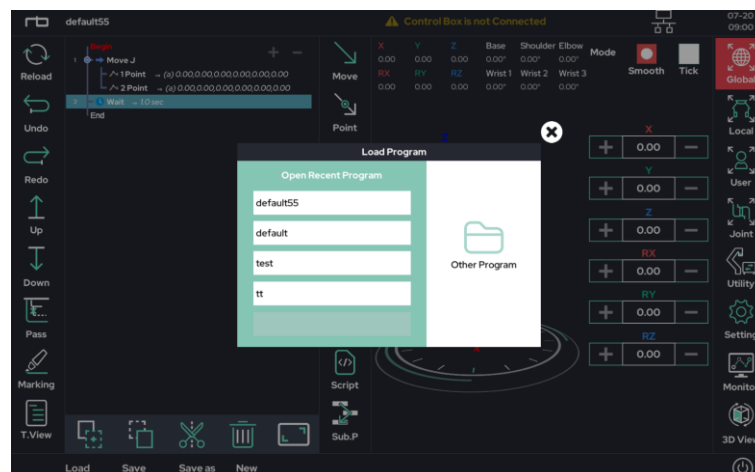 rb default55 ⚠ Control Box is not Connected 07-20
09:00
Begin
1 Move J
1 Point → (a) 0.00,0.00,0.00,0.00,0.00,0.00
2 Point → (a) 0.00,0.00,0.00,0.00,0.00,0.00
2 Wait → 1.0 sec
End
Reload
Undo
Redo
Up
Down
Pass
Marking
T.View
Move
Point
Script
Sub.P
X Y Z Base Shoulder Elbow
0.00 0.00 0.00 0.00° 0.00° 0.00°
RX RY RZ Wrist 1 Wrist 2 Wrist 3
0.00 0.00 0.00 0.00° 0.00° 0.00°
Mode
Smooth Tick
Z
Load Program
Open Recent Program
default55
default
test
tt
Other Program
X
+ 0.00 −
Y
+ 0.00 −
Z
+ 0.00 −
RX
+ 0.00 −
RY
+ 0.00 −
RZ
+ 0.00 −
X
Global
Local
User
Joint
Utility
Setting
Monito
3D View
Load Save Save as New